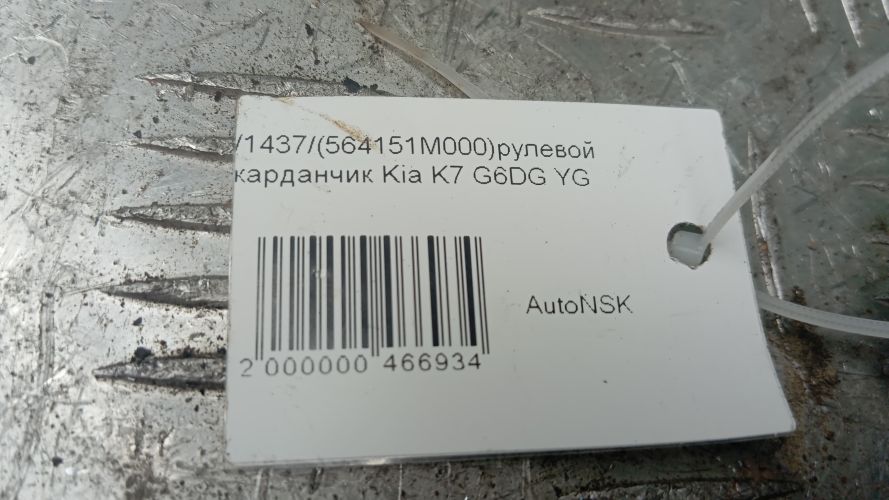 /1437/(564151M000)рулевой
карданчик Kia K7 G6DG YG
AutoNSK
2 000000 466934